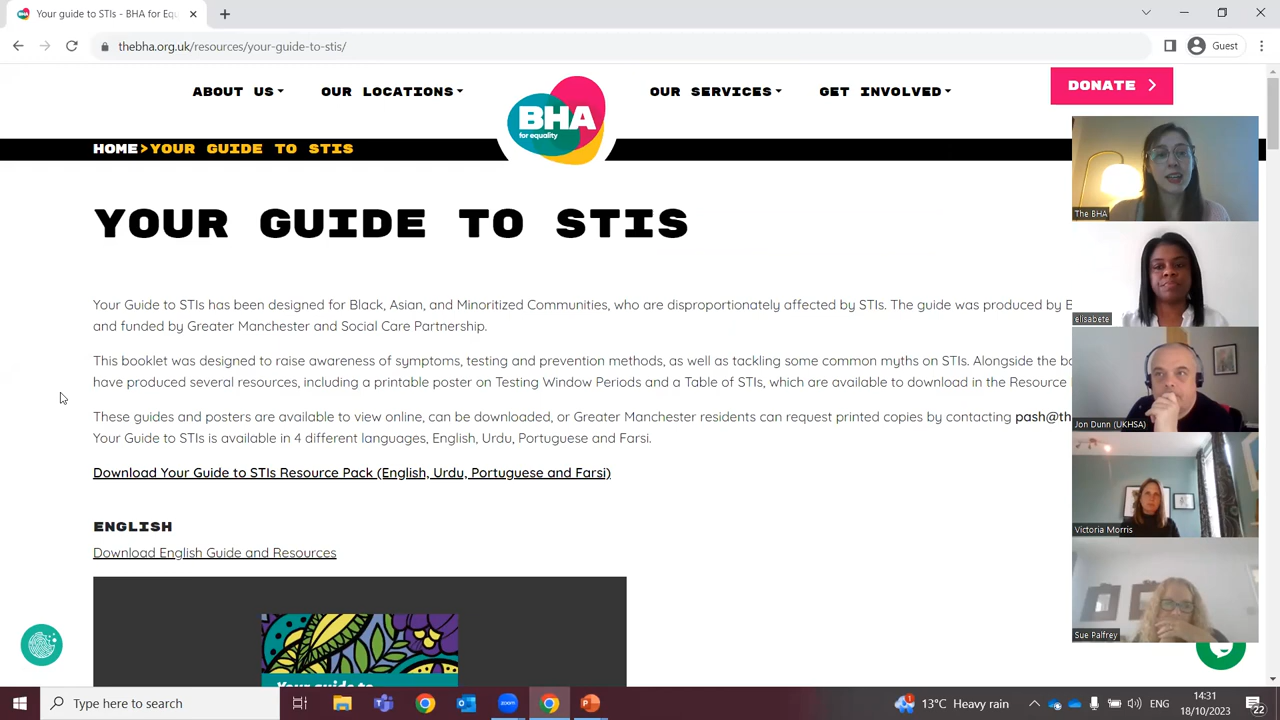 Your guide to STIs - BHA for Equ
thebha.org.uk/resources/your-guide-to-stis/
Guest
ABOUT US
OUR LOCATIONS
BHA
for equality
OUR SERVICES
GET INVOLVED
DONATE
HOME>YOUR GUIDE TO STIS
YOUR GUIDE TO STIS
Your Guide to STIs has been designed for Black, Asian, and Minoritized Communities, who are disproportionately affected by STIs. The guide was produced by B
and funded by Greater Manchester and Social Care Partnership.
This booklet was designed to raise awareness of symptoms, testing and prevention methods, as well as tackling some common myths on STIs. Alongside the bo
have produced several resources, including a printable poster on Testing Window Periods and a Table of STIs, which are available to download in the Resource
These guides and posters are available to view online, can be downloaded, or Greater Manchester residents can request printed copies by contacting pash@th
Your Guide to STIs is available in 4 different languages, English, Urdu, Portuguese and Farsi.
Download Your Guide to STIs Resource Pack (English, Urdu, Portuguese and Farsi)
ENGLISH
Download English Guide and Resources
Your guide to
The BHA
elisabete
Jon Dunn (UKHSA)
Victoria Morris
Sue Palfrey
Type here to search
zoom
1
13°C Heavy rain
ENG
14:31
18/10/2023
22